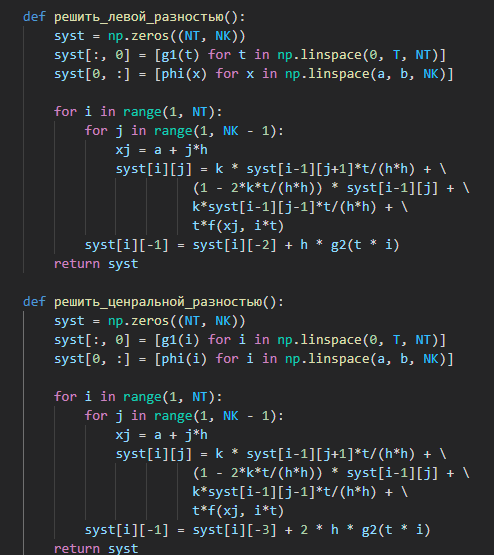 def решить_левой_разностью():
    syst = np.zeros((NT, NK))
    syst[:, 0] = [g1(t) for t in np.linspace(0, T, NT)]
    syst[0, :] = [phi(x) for x in np.linspace(a, b, NK)]

    for i in range(1, NT):
        for j in range(1, NK - 1):
            xj = a + j*h
            syst[i][j] = k * syst[i-1][j+1]*t/(h*h) + \
                      (1 - 2*k*t/(h*h)) * syst[i-1][j] + \
                      k*syst[i-1][j-1]*t/(h*h) + \
                      t*f(xj, i*t)
        syst[i][-1] = syst[i][-2] + h * g2(t * i)
    return syst

def решить_ценральной_разностью():
    syst = np.zeros((NT, NK))
    syst[:, 0] = [g1(i) for i in np.linspace(0, T, NT)]
    syst[0, :] = [phi(i) for i in np.linspace(a, b, NK)]

    for i in range(1, NT):
        for j in range(1, NK - 1):
            xj = a + j*h
            syst[i][j] = k * syst[i-1][j+1]*t/(h*h) + \
                      (1 - 2*k*t/(h*h)) * syst[i-1][j] + \
                      k*syst[i-1][j-1]*t/(h*h) + \
                      t*f(xj, i*t)
        syst[i][-1] = syst[i][-3] + 2 * h * g2(t * i)
    return syst